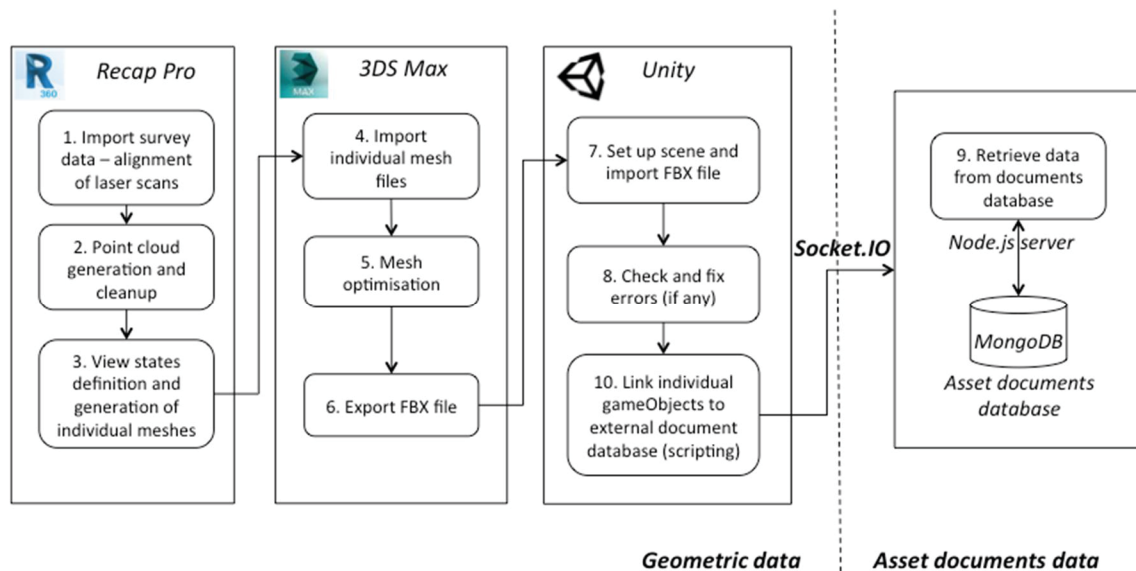 Recap Pro
R
360
1. Import survey
data – alignment
of laser scans
2. Point cloud
generation and
cleanup
3. View states
definition and
generation of
individual meshes
3DS Max
MAX
4. Import
individual mesh
files
5. Mesh
optimisation
6. Export FBX file
Unity
7. Set up scene and
import FBX file
8. Check and fix
errors (if any)
10. Link individual
gameObjects to
external document
database (scripting)
Socket.IO
9. Retrieve data
from documents
database
Node.js server
MongoDB
Asset documents
database
Geometric data
Asset documents data